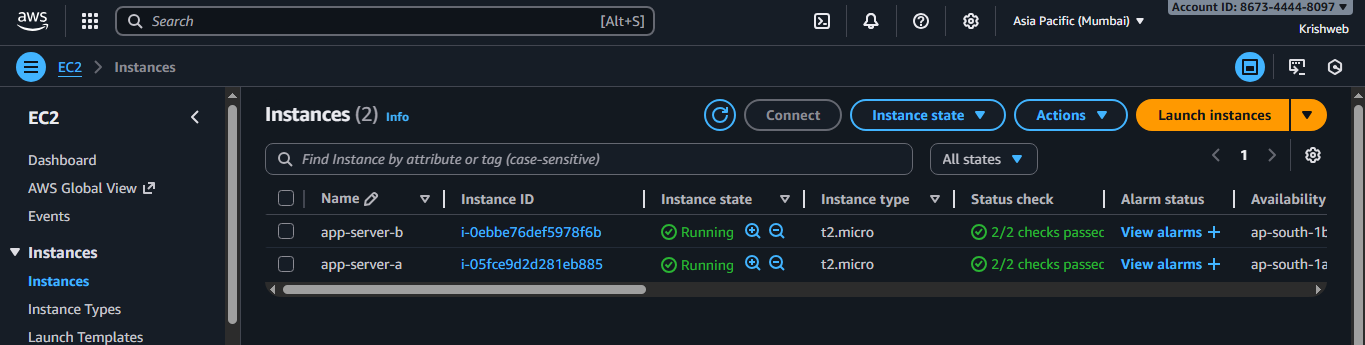 aws
Search [Alt+S]
Asia Pacific (Mumbai)
Account ID: 8673-4444-8097
Krishweb
EC2 > Instances
EC2
Dashboard
AWS Global View
Events
Instances
Instances
Instance Types
Launch Templates
Instances (2) Info
Connect
Instance state
Actions
Launch instances
Find Instance by attribute or tag (case-sensitive)
All states
1
Name Instance ID Instance state Instance type Status check Alarm status Availability
app-server-b i-0ebbe76def5978f6b Running t2.micro 2/2 checks passed View alarms + ap-south-1b
app-server-a i-05fce9d2d281eb885 Running t2.micro 2/2 checks passed View alarms + ap-south-1a